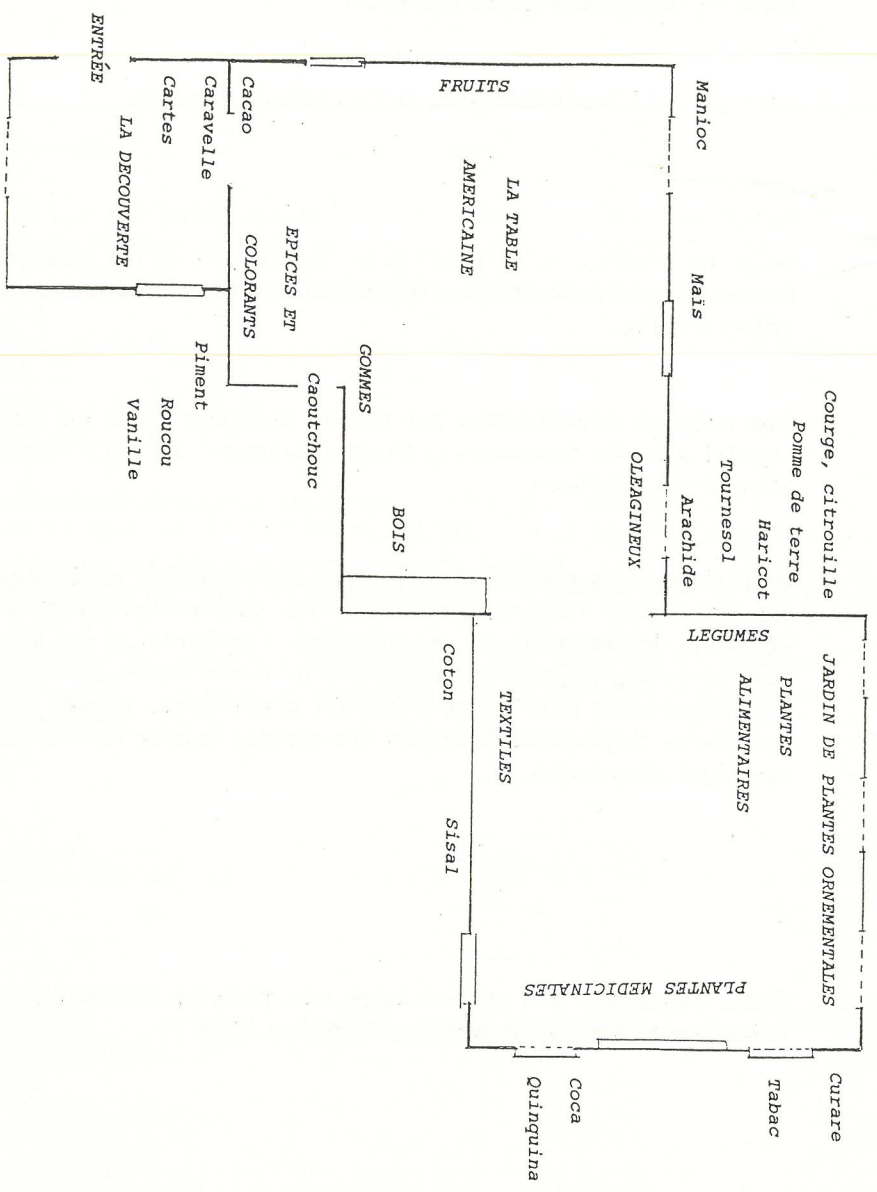 ENTRÉE
Cartes
Caravelle
Cacao
LA DECOUVERTE
FRUITS
LA TABLE
AMERICAINE
EPICES ET
COLORANTS
Piment
Roucou
Vanille
GOMMES
Caoutchouc
BOIS
Manioc
Maïs
OLEAGINEUX
Courge, citrouille
Pomme de terre
Haricot
Tournesol
Arachide
LEGUMES
JARDIN DE PLANTES ORNEMENTALES
PLANTES
ALIMENTAIRES
TEXTILES
Coton
Sisal
PLANTES MEDICINALES
Curare
Tabac
Coca
Quinquina